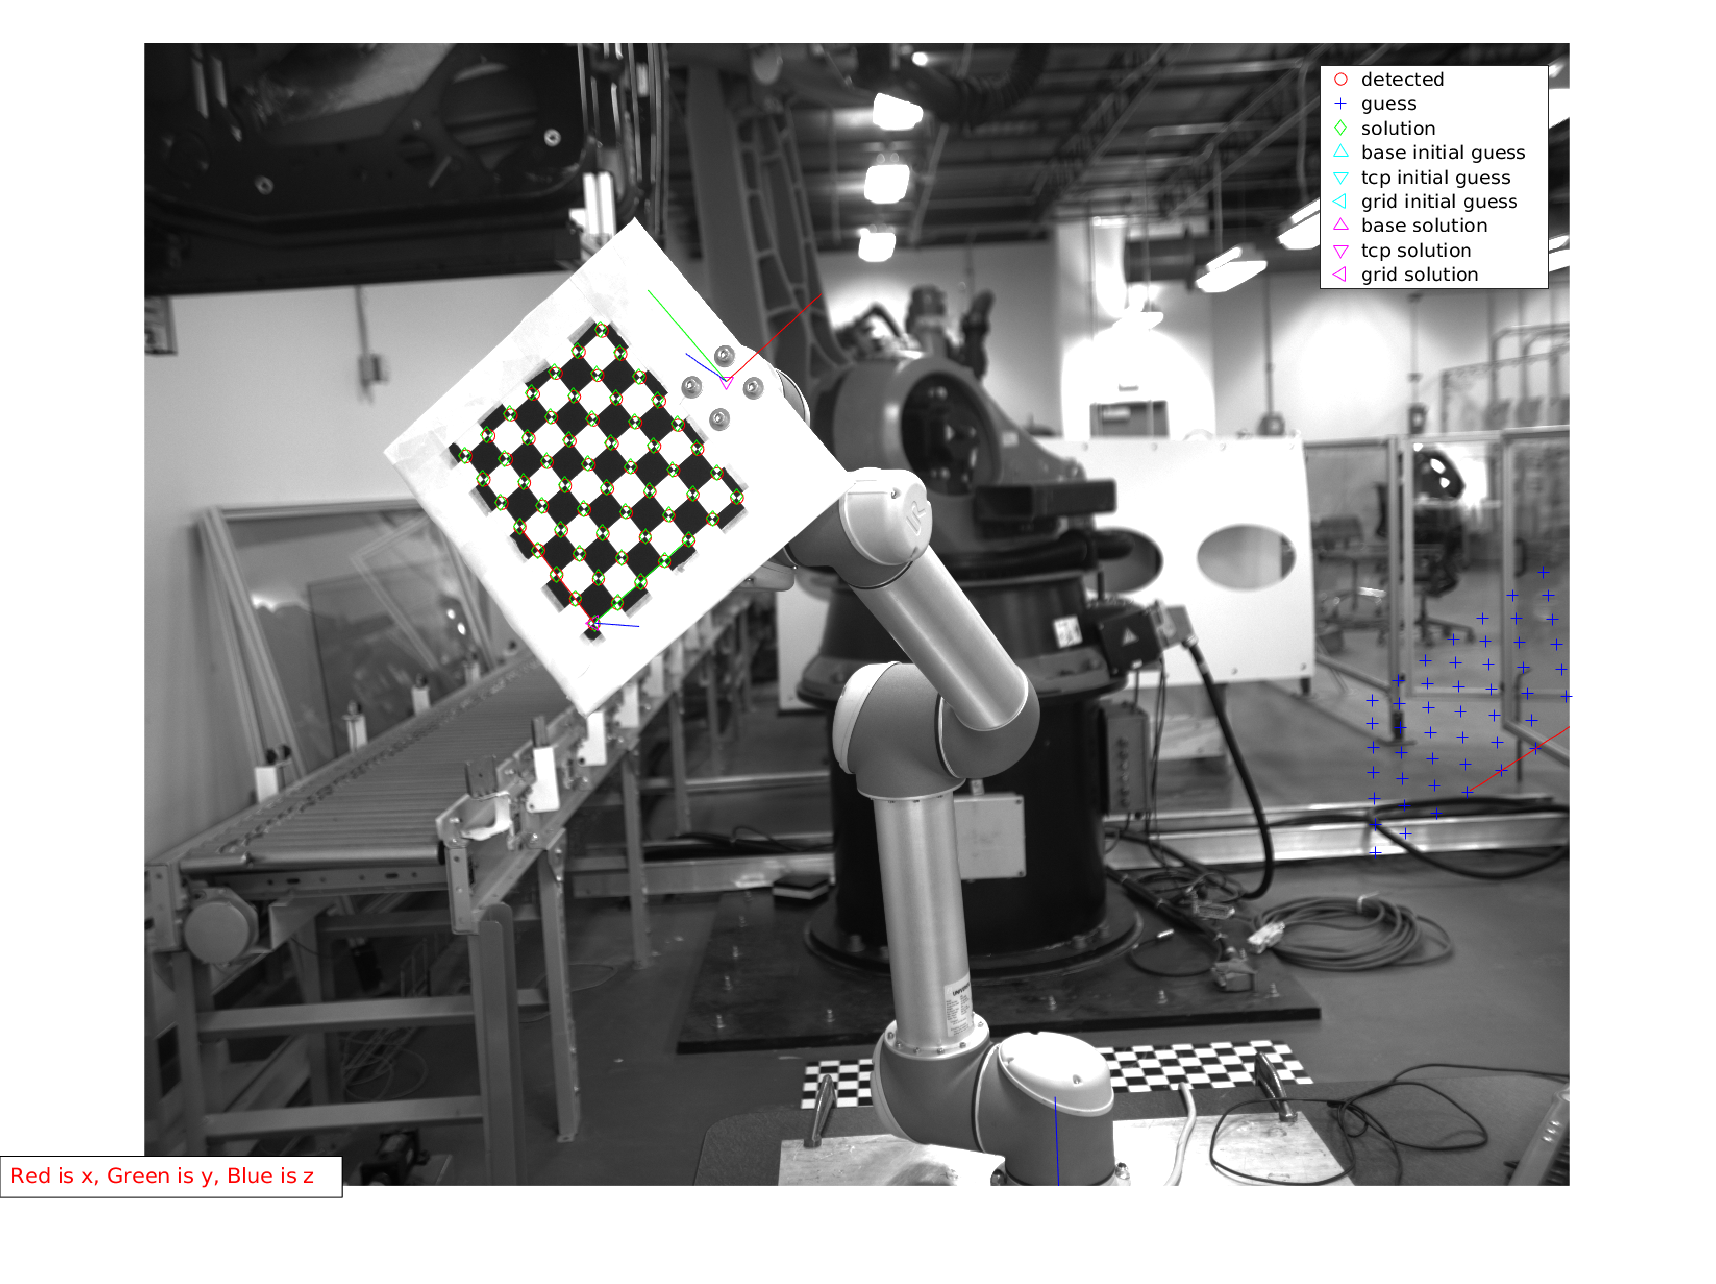 detected
guess
solution
base initial guess
tcp initial guess
grid initial guess
base solution
tcp solution
grid solution
Red is x, Green is y, Blue is z